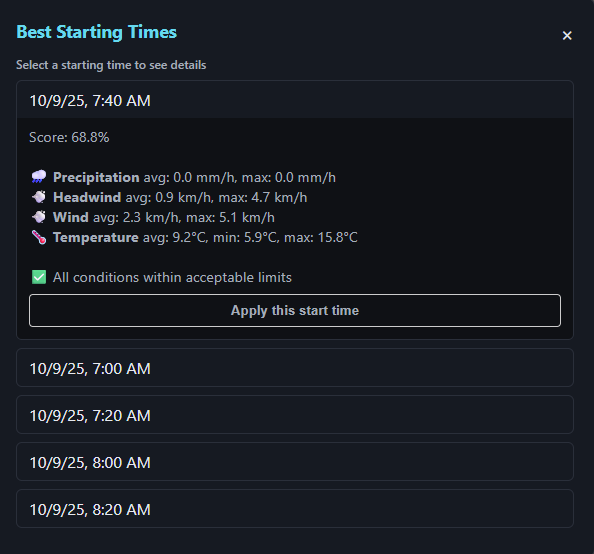 Best Starting Times
×
Select a starting time to see details
10/9/25, 7:40 AM
Score: 68.8%
🌧️ Precipitation avg: 0.0 mm/h, max: 0.0 mm/h
Headwind avg: 0.9 km/h, max: 4.7 km/h
Wind avg: 2.3 km/h, max: 5.1 km/h
🌡️ Temperature avg: 9.2°C, min: 5.9°C, max: 15.8°C
✅ All conditions within acceptable limits
Apply this start time
10/9/25, 7:00 AM
10/9/25, 7:20 AM
10/9/25, 8:00 AM
10/9/25, 8:20 AM